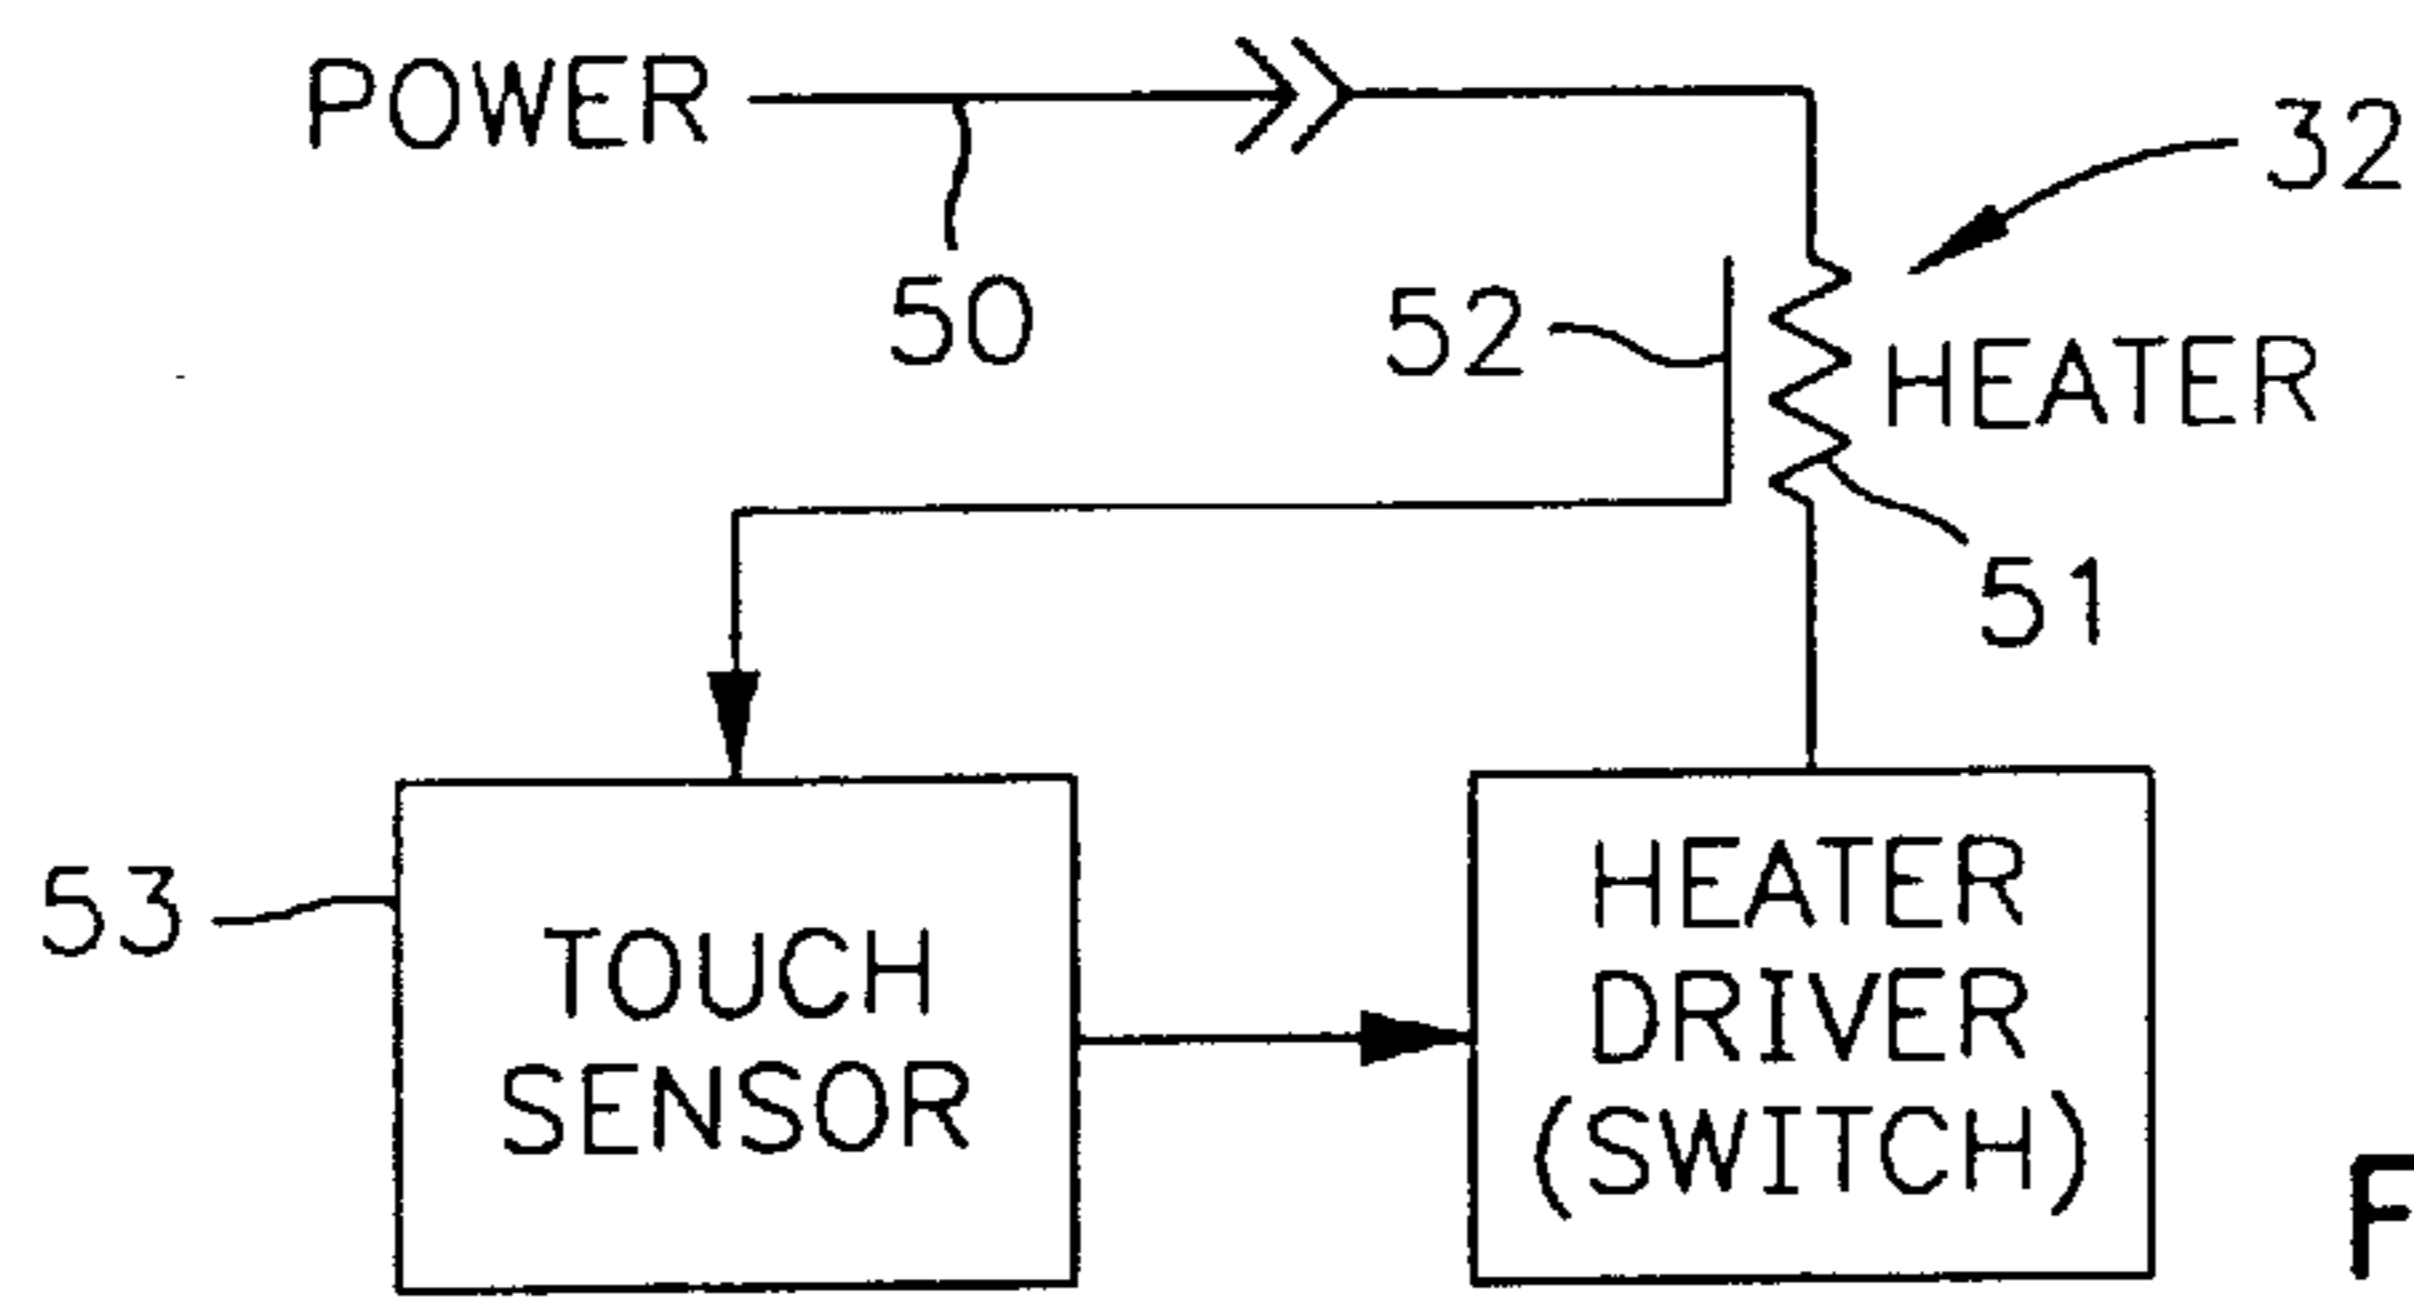 POWER
32
50
52
HEATER
51
53
TOUCH
SENSOR
HEATER
DRIVER
(SWITCH)
F